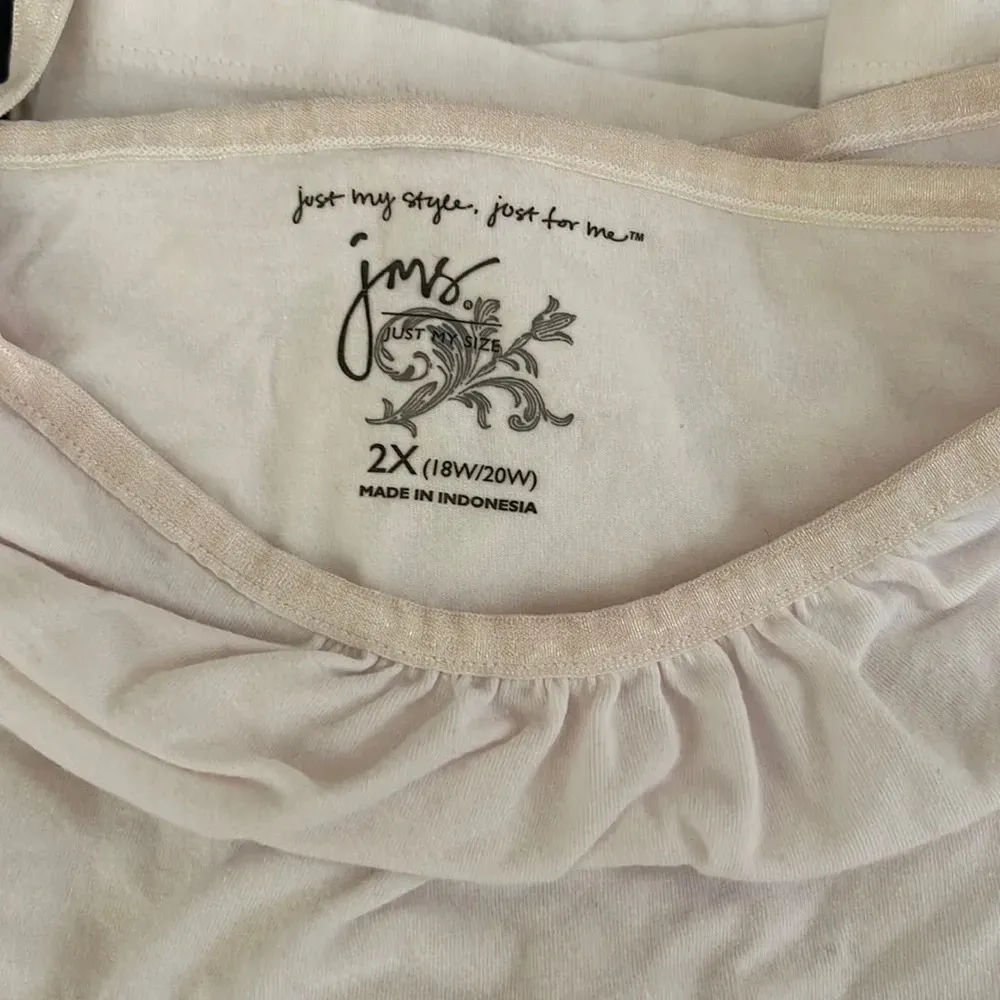 just my style. just for me™
jms®
JUST MY SIZE
2X (18W/20W)
MADE IN INDONESIA